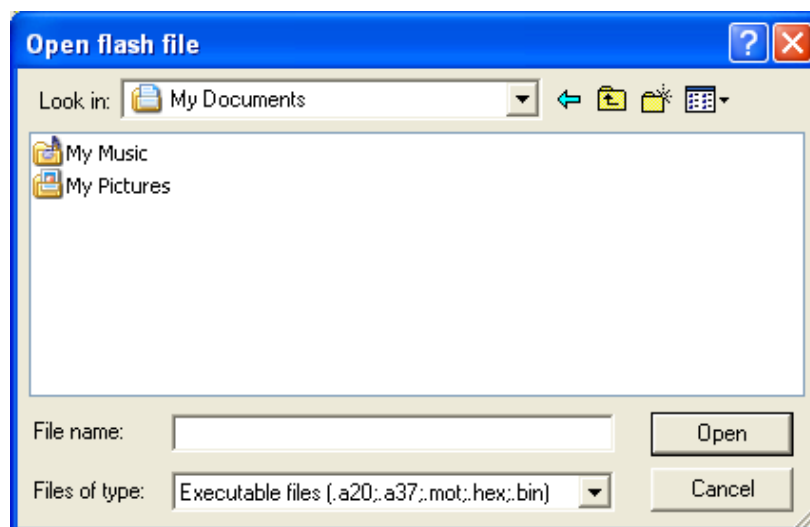 Open flash file
Look in: My Documents
My Music
My Pictures
File name:
Open
Files of type: Executable files (.a20;.a37;.mot;.hex;.bin)
Cancel